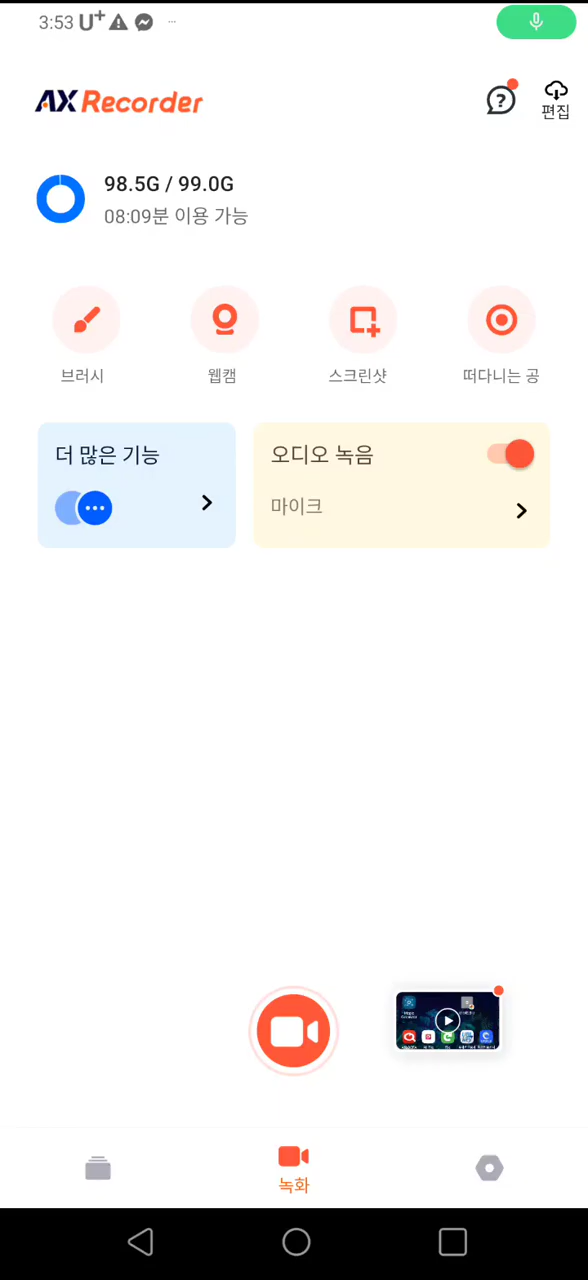 3:53 U+
AX Recorder
편집
98.5G / 99.0G
08:09분 이용 가능
브러시
웹캠
스크린샷
떠다니는 공
더 많은 기능
오디오 녹음
마이크
녹화